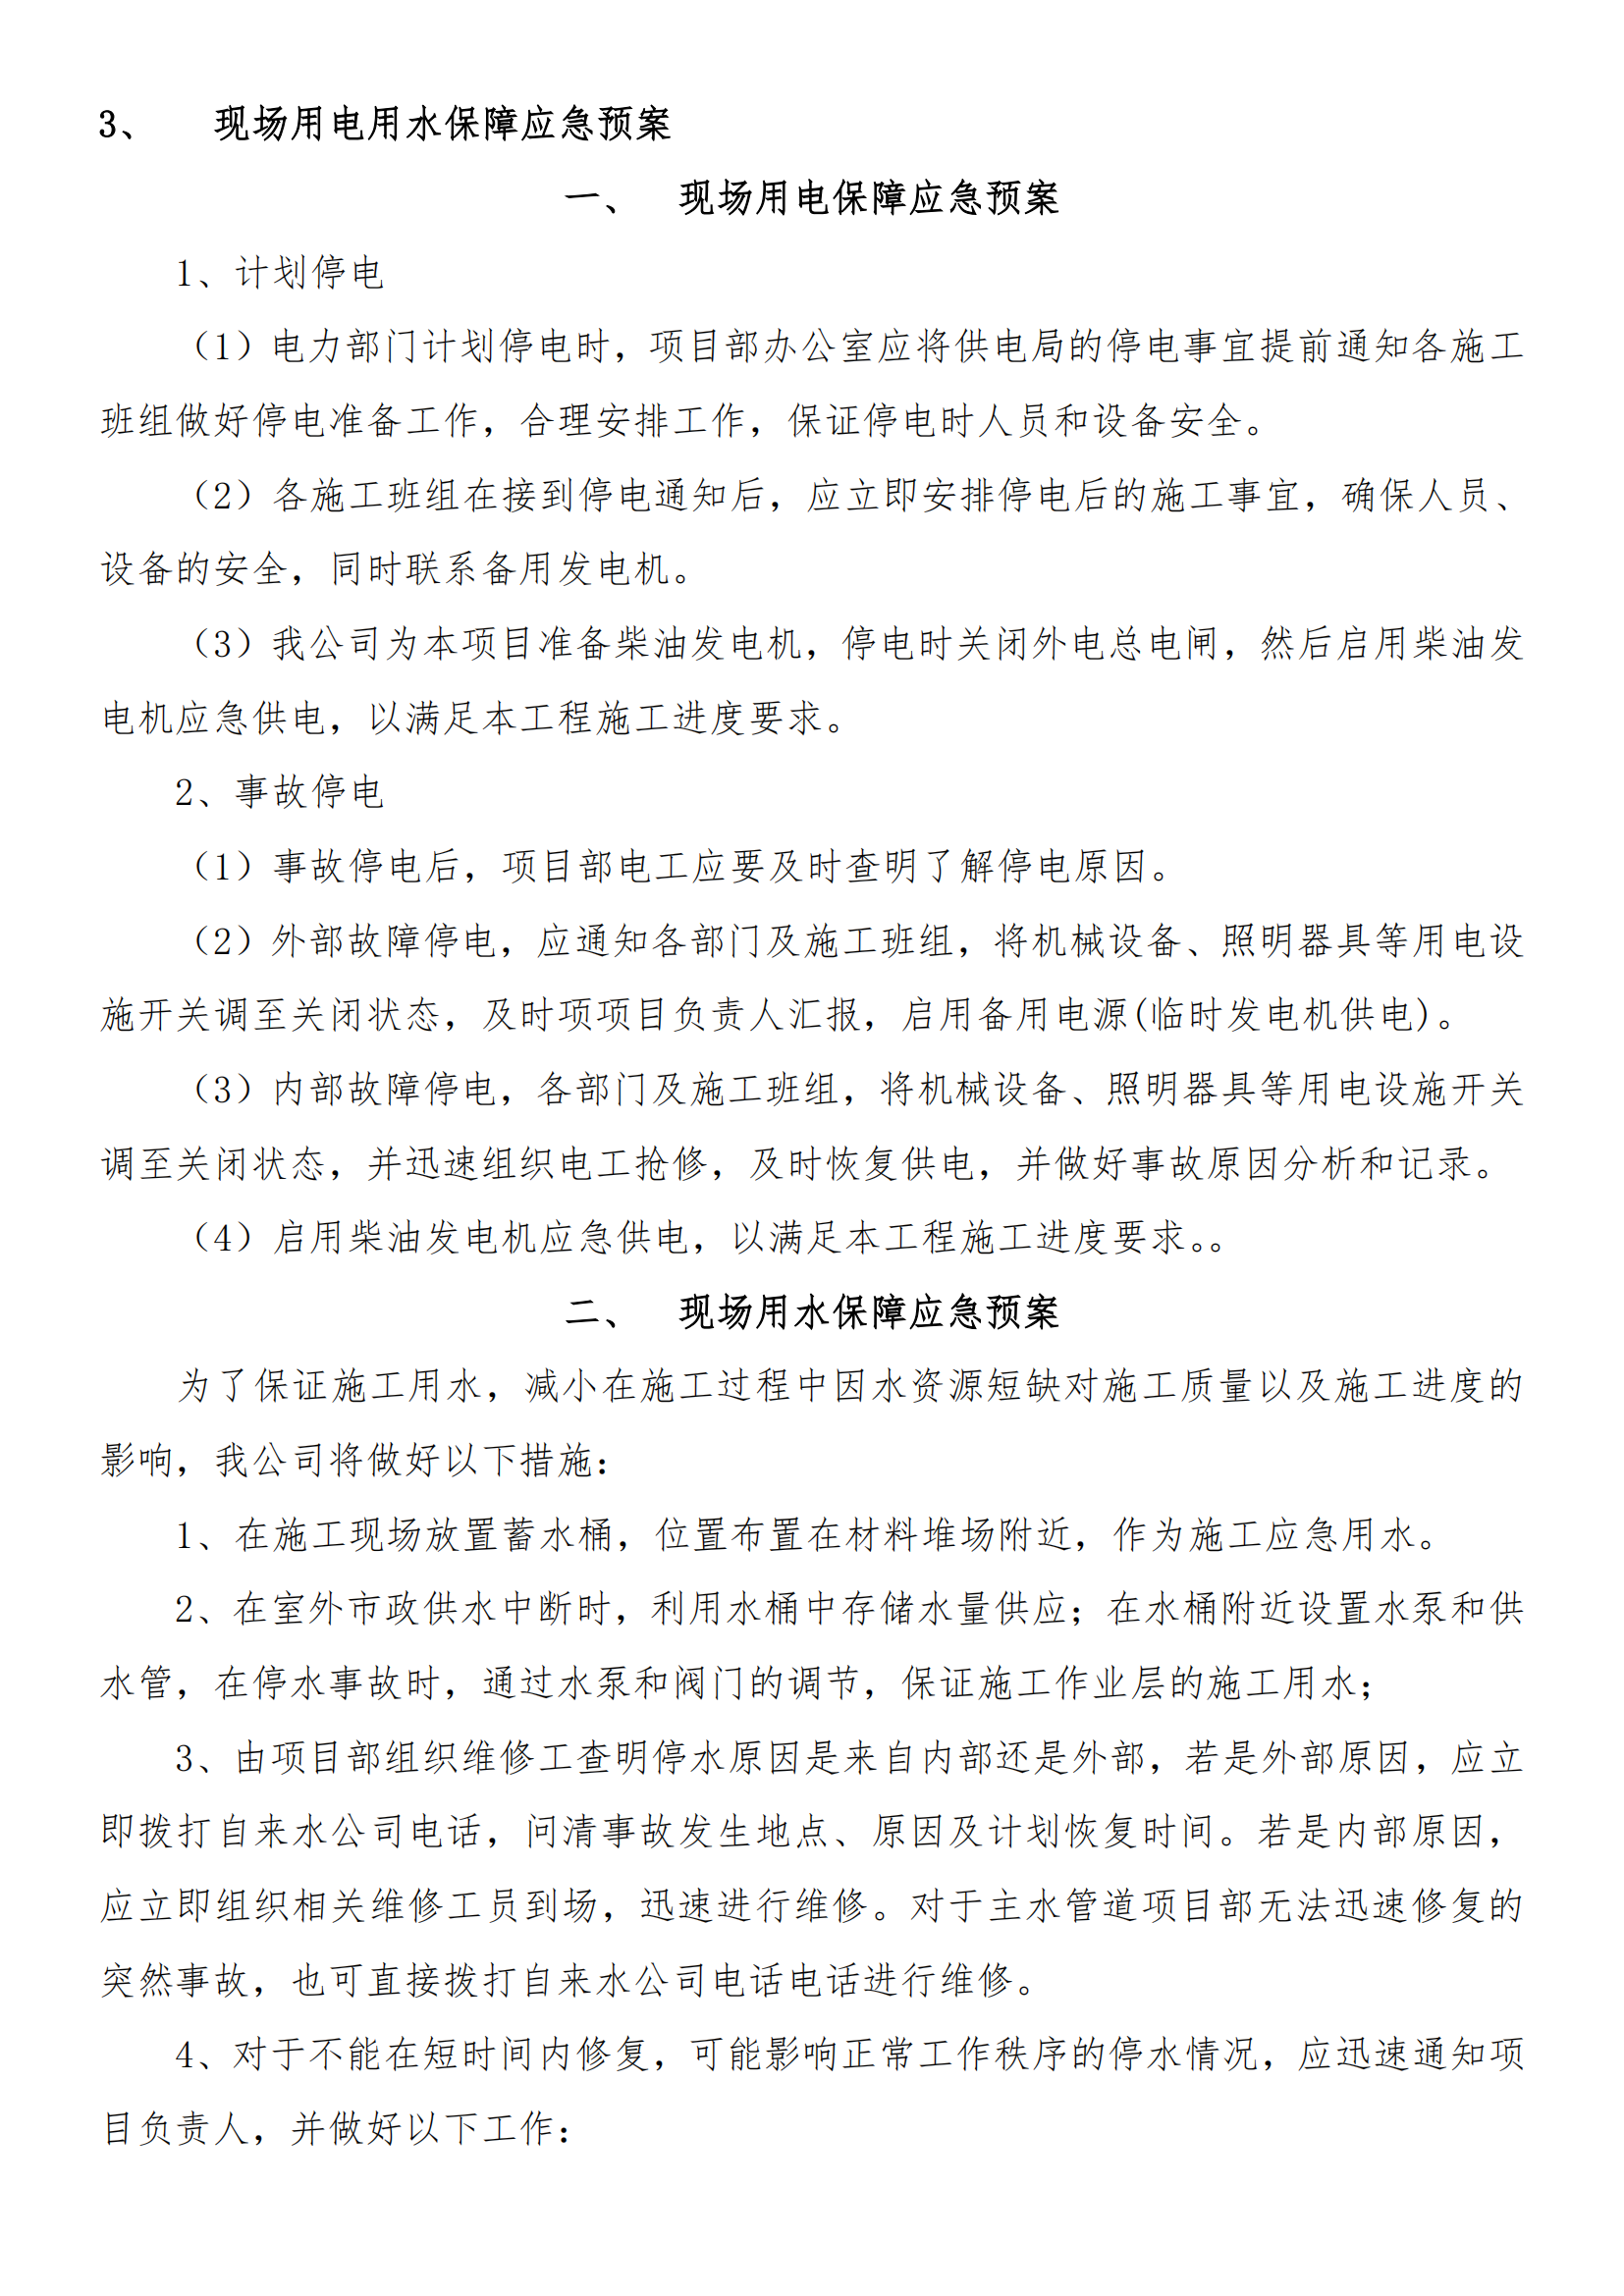 3、　现场用电用水保障应急预案
一、　现场用电保障应急预案
1、计划停电
（1）电力部门计划停电时，项目部办公室应将供电局的停电事宜提前通知各施工
班组做好停电准备工作，合理安排工作，保证停电时人员和设备安全。
（2）各施工班组在接到停电通知后，应立即安排停电后的施工事宜，确保人员、
设备的安全，同时联系备用发电机。
（3）我公司为本项目准备柴油发电机，停电时关闭外电总电闸，然后启用柴油发
电机应急供电，以满足本工程施工进度要求。
2、事故停电
（1）事故停电后，项目部电工应要及时查明了解停电原因。
（2）外部故障停电，应通知各部门及施工班组，将机械设备、照明器具等用电设
施开关调至关闭状态，及时项项目负责人汇报，启用备用电源(临时发电机供电)。
（3）内部故障停电，各部门及施工班组，将机械设备、照明器具等用电设施开关
调至关闭状态，并迅速组织电工抢修，及时恢复供电，并做好事故原因分析和记录。
（4）启用柴油发电机应急供电，以满足本工程施工进度要求。。
二、　现场用水保障应急预案
为了保证施工用水，减小在施工过程中因水资源短缺对施工质量以及施工进度的
影响，我公司将做好以下措施：
1、在施工现场放置蓄水桶，位置布置在材料堆场附近，作为施工应急用水。
2、在室外市政供水中断时，利用水桶中存储水量供应；在水桶附近设置水泵和供
水管，在停水事故时，通过水泵和阀门的调节，保证施工作业层的施工用水；
3、由项目部组织维修工查明停水原因是来自内部还是外部，若是外部原因，应立
即拨打自来水公司电话，问清事故发生地点、原因及计划恢复时间。若是内部原因，
应立即组织相关维修工员到场，迅速进行维修。对于主水管道项目部无法迅速修复的
突然事故，也可直接拨打自来水公司电话电话进行维修。
4、对于不能在短时间内修复，可能影响正常工作秩序的停水情况，应迅速通知项
目负责人，并做好以下工作：